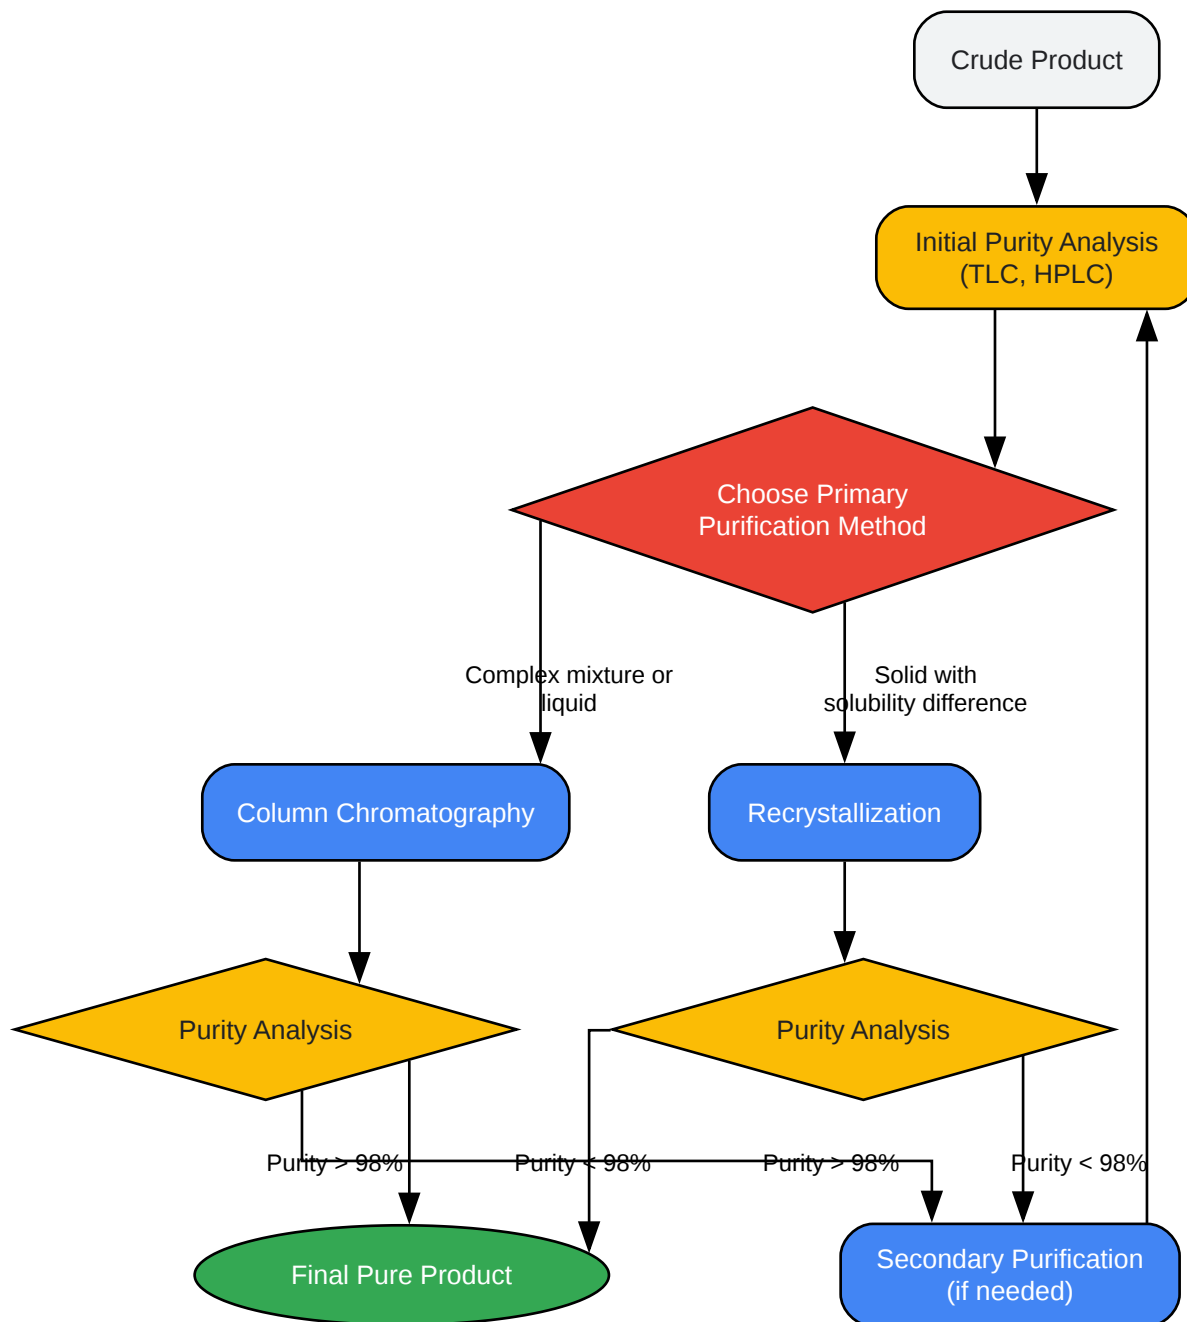 Crude Product
Initial Purity Analysis
(TLC, HPLC)
Choose Primary
Purification Method
Complex mixture or
liquid
Solid with
solubility difference
Column Chromatography
Recrystallization
Purity Analysis
Purity Analysis
Purity > 98%
Purity < 98%
Purity > 98%
Purity < 98%
Final Pure Product
Secondary Purification
(if needed)